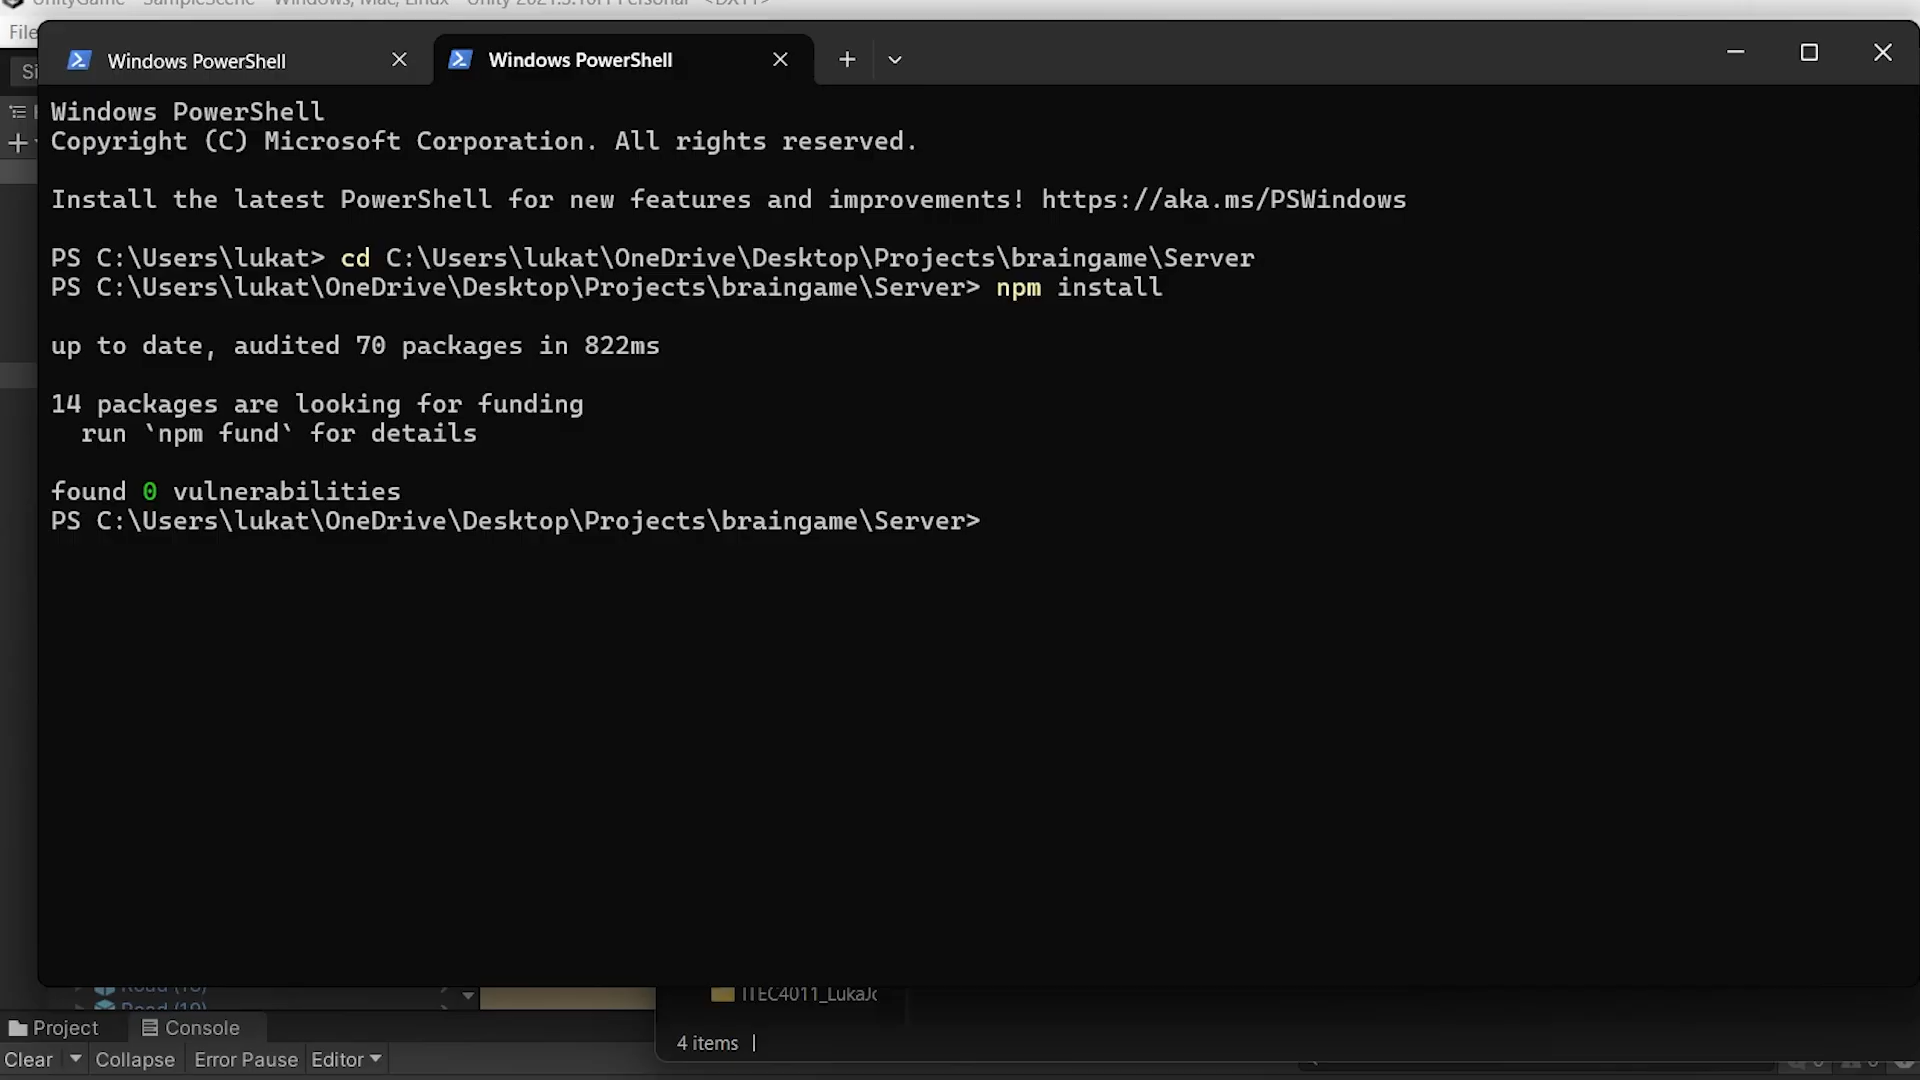 File
Windows PowerShell
Windows PowerShell
Windows PowerShell
Copyright (C) Microsoft Corporation. All rights reserved.
Install the latest PowerShell for new features and improvements! https://aka.ms/PSWindows
PS C:\Users\lukat> cd C:\Users\lukat\OneDrive\Desktop\Projects\braingame\Server
PS C:\Users\lukat\OneDrive\Desktop\Projects\braingame\Server> npm install
up to date, audited 70 packages in 822ms
14 packages are looking for funding
run `npm fund` for details
found 0 vulnerabilities
PS C:\Users\lukat\OneDrive\Desktop\Projects\braingame\Server>
4 items
Project
Console
Clear
Collapse
Error Pause
Editor